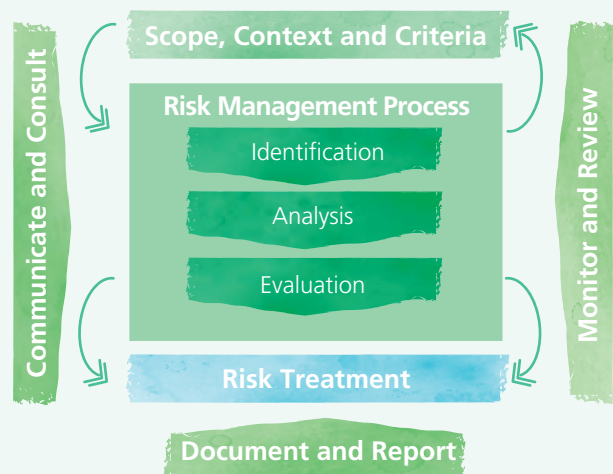 Scope, Context and Criteria
Communicate and Consult
Risk Management Process
Identification
Analysis
Evaluation
Monitor and Review
Risk Treatment
Document and Report